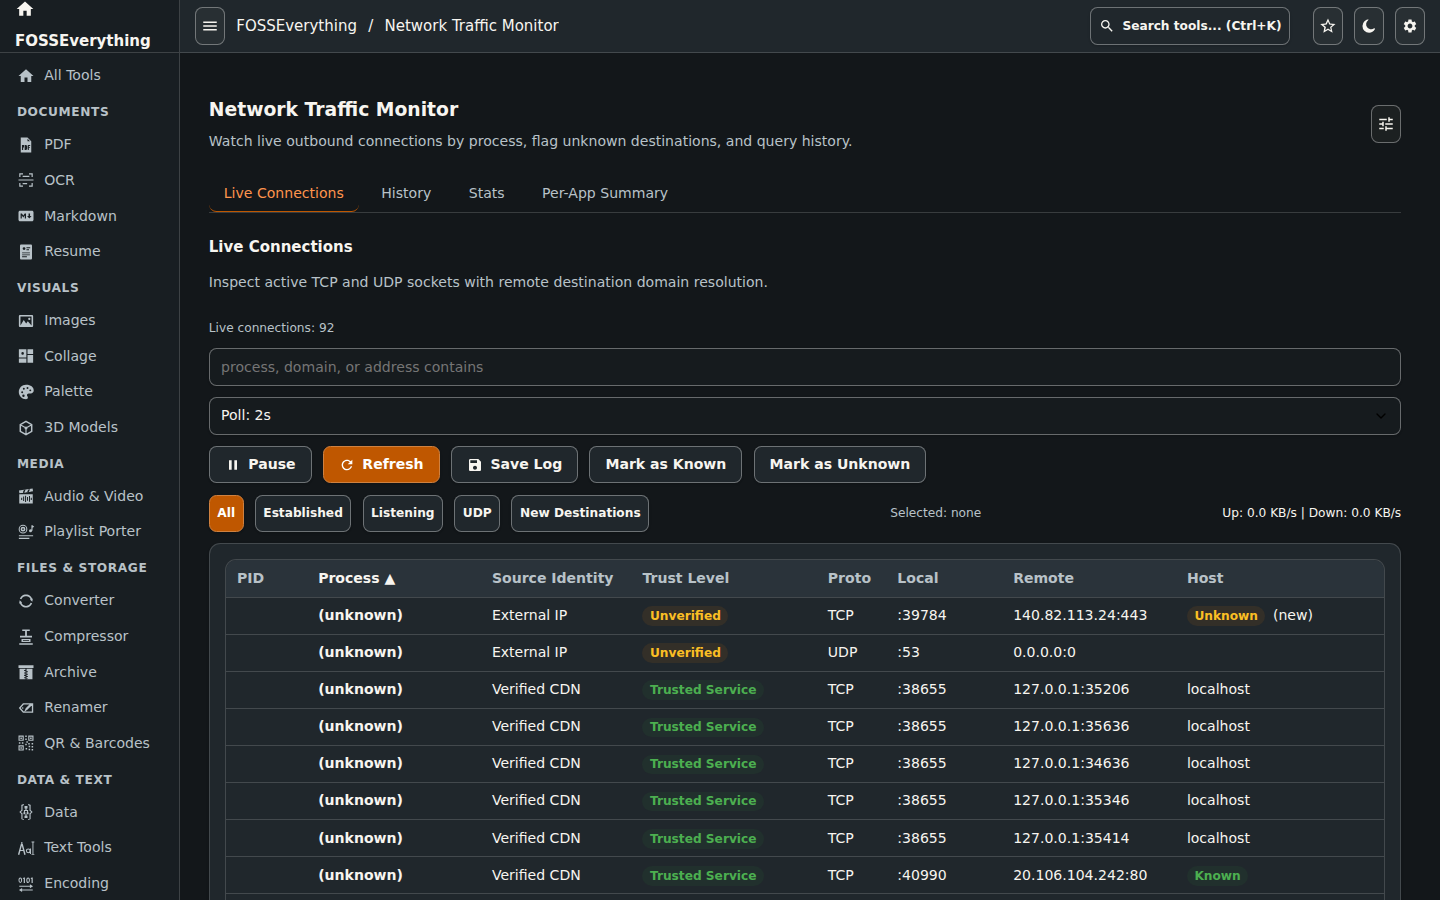 FOSSEverything
FOSSEverything / Network Traffic Monitor
Search tools... (Ctrl+K)
All Tools
DOCUMENTS
PDF
OCR
Markdown
Resume
VISUALS
Images
Collage
Palette
3D Models
MEDIA
Audio & Video
Playlist Porter
FILES & STORAGE
Converter
Compressor
Archive
Renamer
QR & Barcodes
DATA & TEXT
Data
Text Tools
Encoding
Network Traffic Monitor
Watch live outbound connections by process, flag unknown destinations, and query history.
Live Connections History Stats Per-App Summary
Live Connections
Inspect active TCP and UDP sockets with remote destination domain resolution.
Live connections: 92
process, domain, or address contains
Poll: 2s
Pause Refresh Save Log Mark as Known Mark as Unknown
All Established Listening UDP New Destinations Selected: none Up: 0.0 KB/s | Down: 0.0 KB/s
PID Process ▲ Source Identity Trust Level Proto Local Remote Host
(unknown) External IP Unverified TCP :39784 140.82.113.24:443 Unknown (new)
(unknown) External IP Unverified UDP :53 0.0.0.0:0
(unknown) Verified CDN Trusted Service TCP :38655 127.0.0.1:35206 localhost
(unknown) Verified CDN Trusted Service TCP :38655 127.0.0.1:35636 localhost
(unknown) Verified CDN Trusted Service TCP :38655 127.0.0.1:34636 localhost
(unknown) Verified CDN Trusted Service TCP :38655 127.0.0.1:35346 localhost
(unknown) Verified CDN Trusted Service TCP :38655 127.0.0.1:35414 localhost
(unknown) Verified CDN Trusted Service TCP :40990 20.106.104.242:80 Known